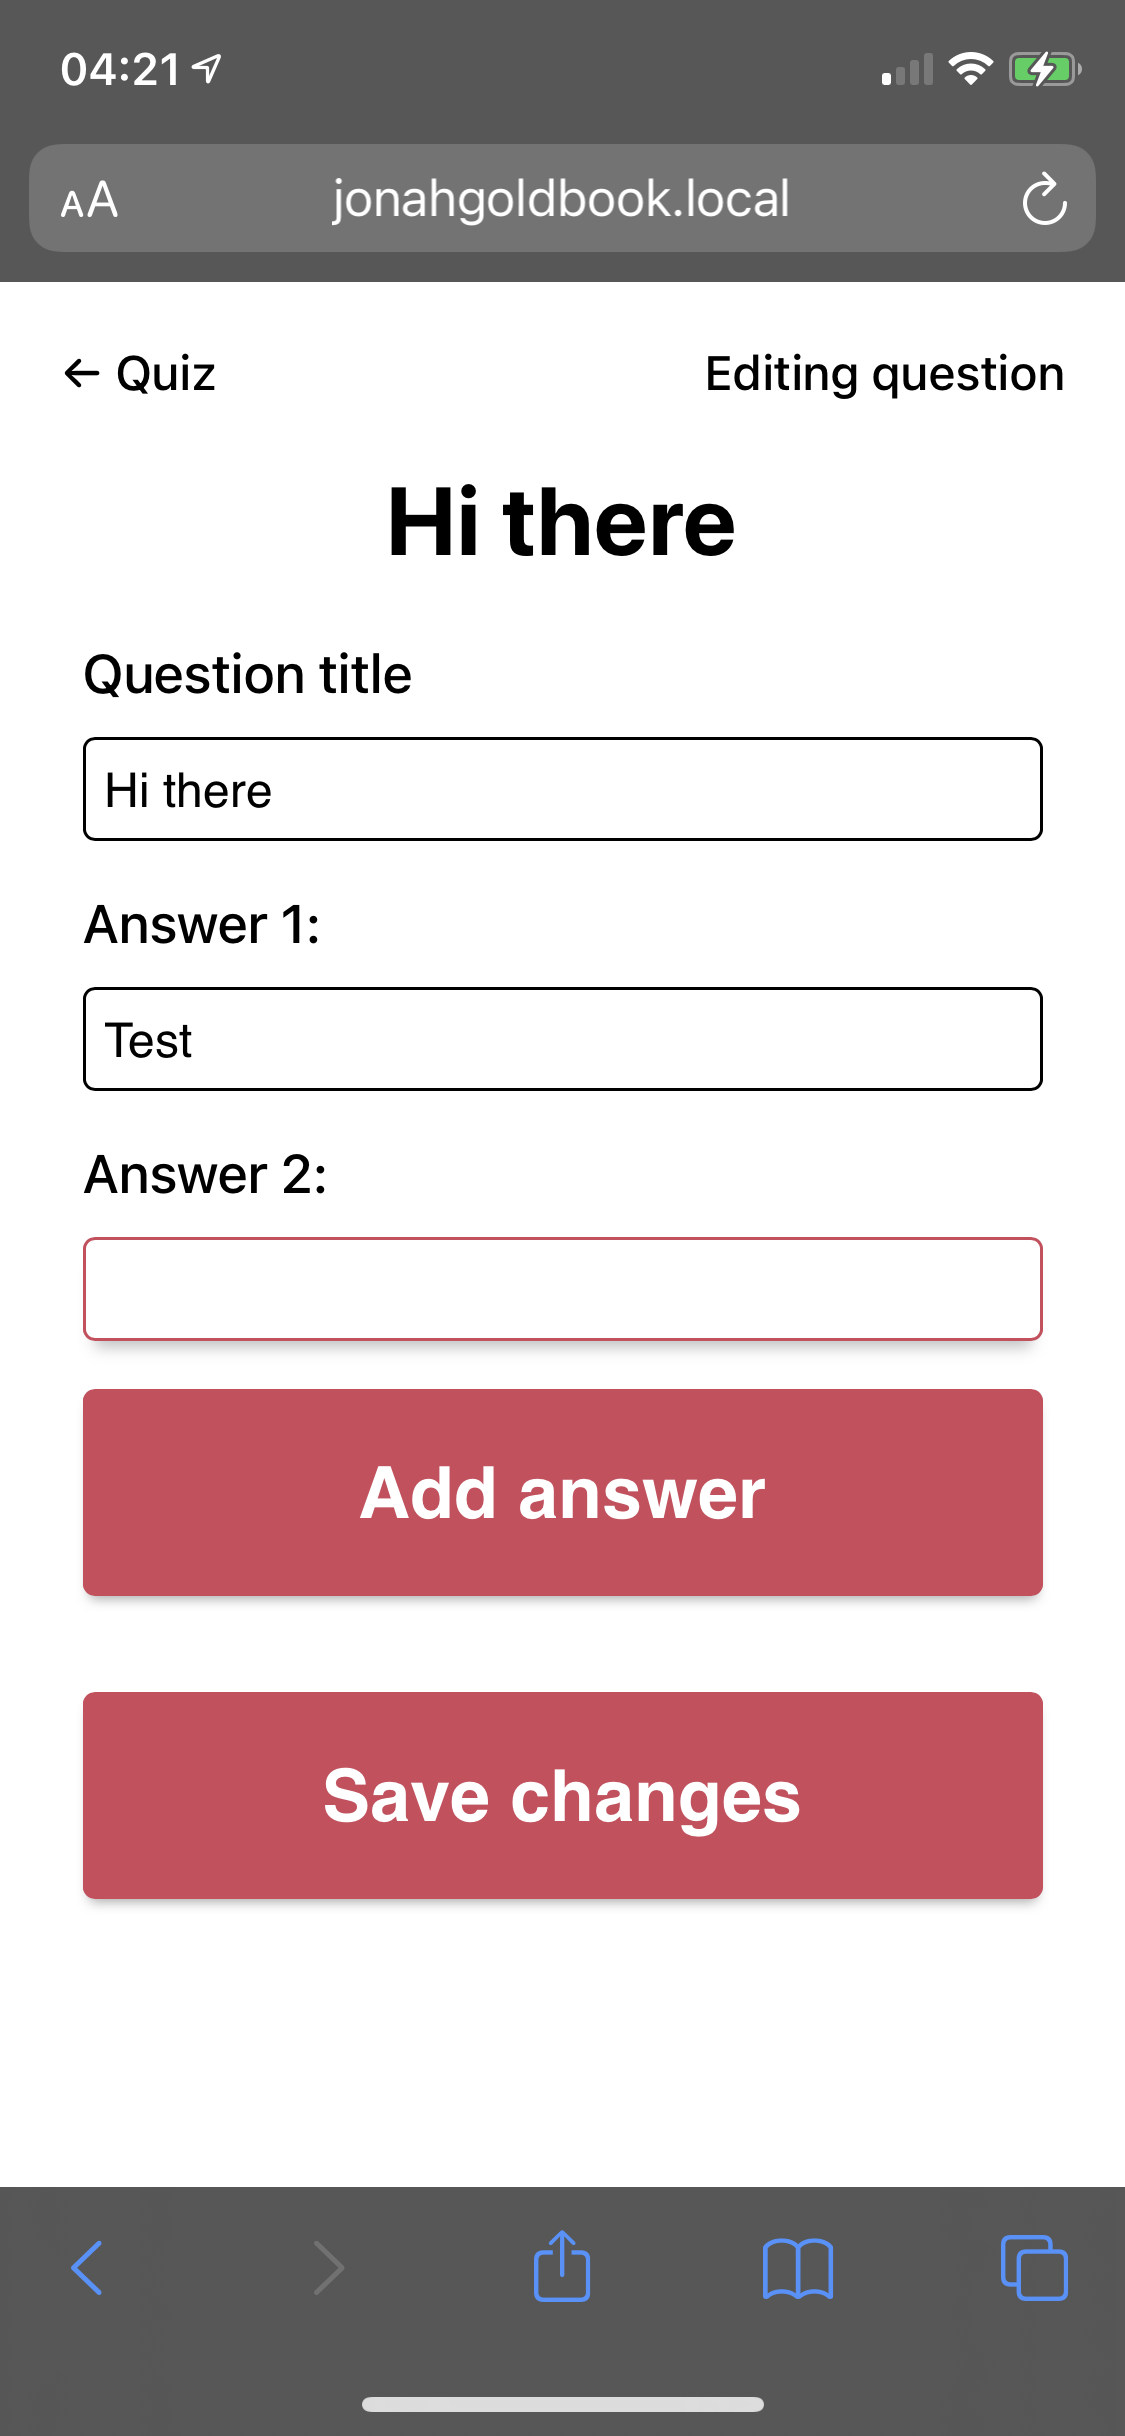 04:21
AA jonahgoldbook.local
← Quiz Editing question
Hi there
Question title
Hi there
Answer 1:
Test
Answer 2:
Add answer
Save changes